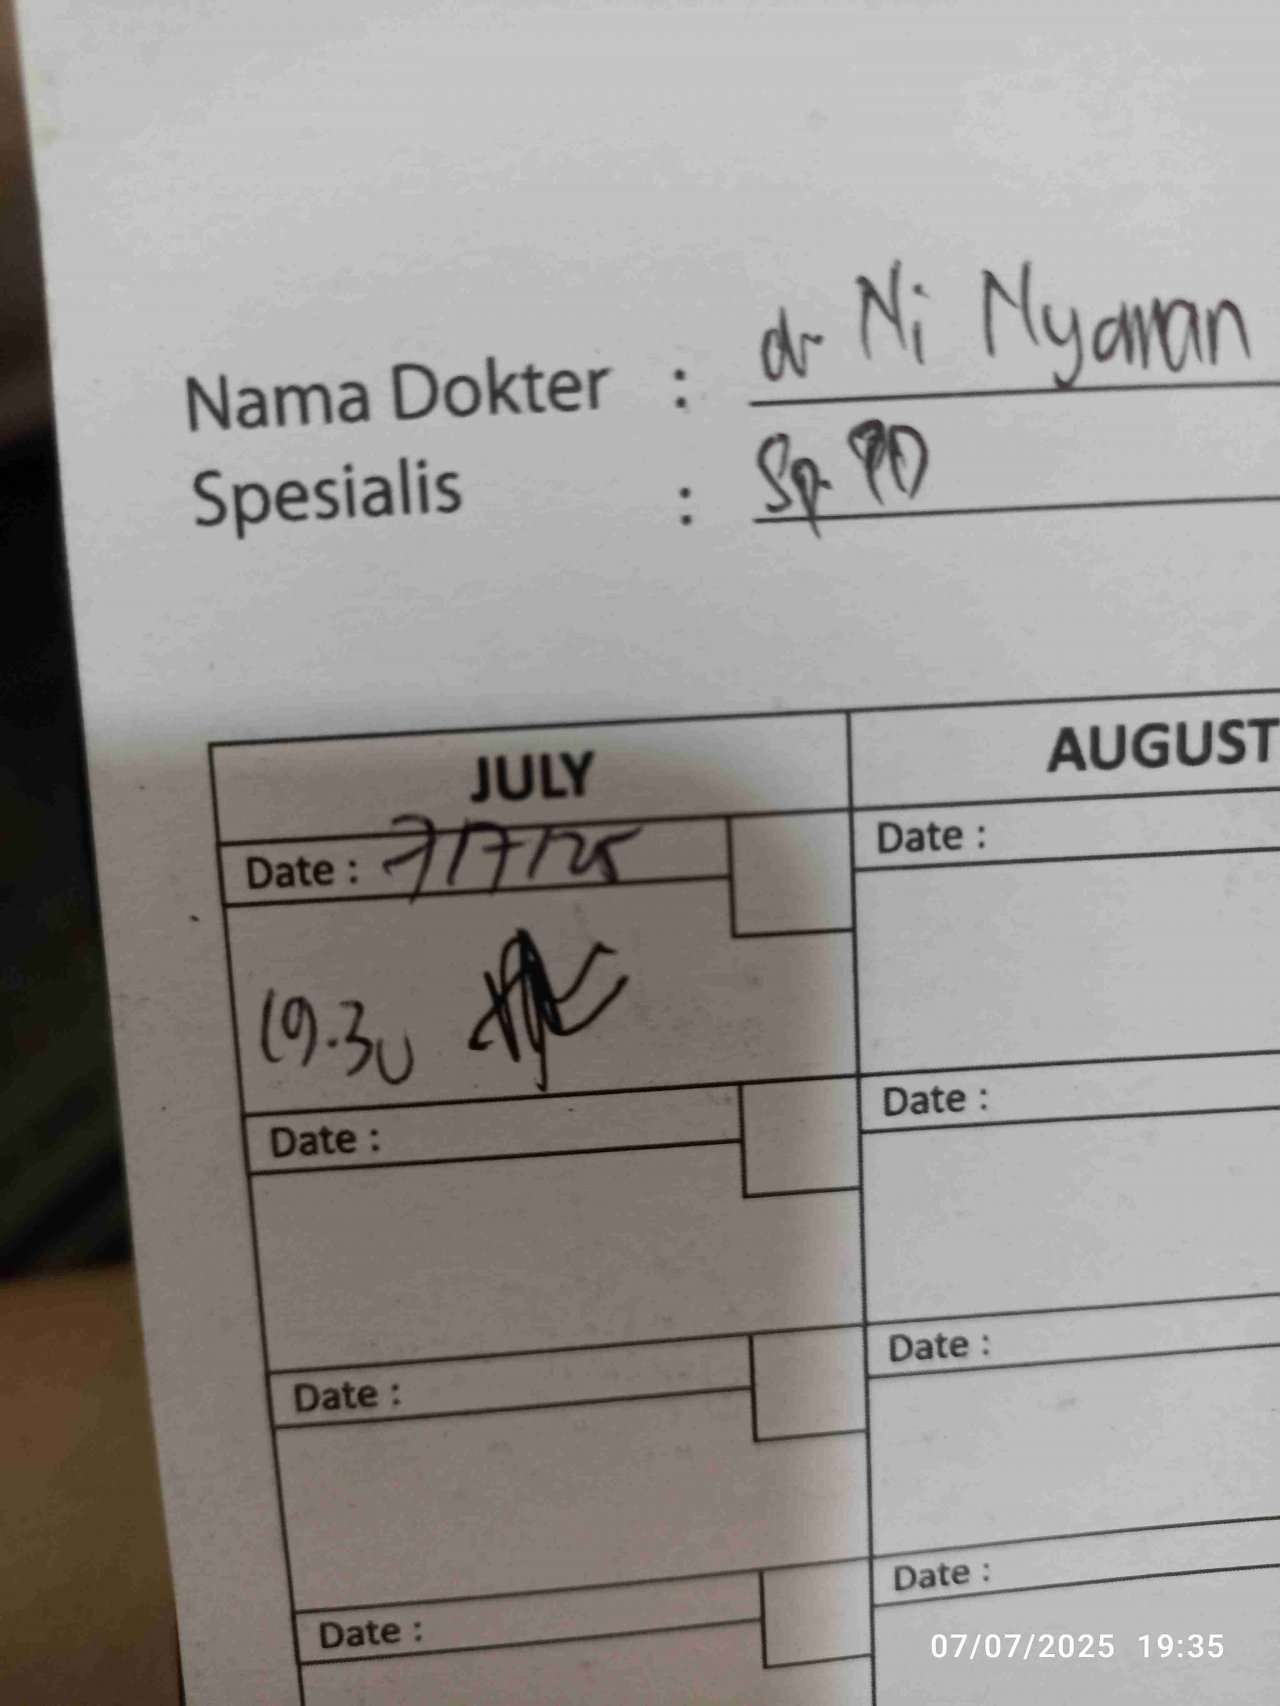 Nama Dokter : dr Ni Nyoman
Spesialis : Sp. PD
JULY AUGUST
Date : 7/7/25 Date :
19.30
Date : Date :
Date : Date :
Date : Date :
07/07/2025 19:35